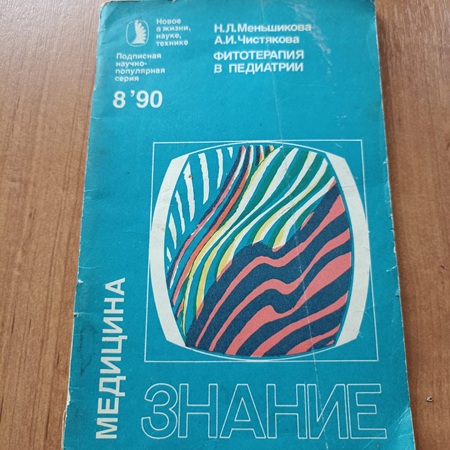 Новое
в жизни,
науке,
технике
Подписная
научно-
популярная
серия
8'90
Н.Л.Меньшикова
А.И.Чистякова
ФИТОТЕРАПИЯ
В ПЕДИАТРИИ
МЕДИЦИНА
ЗНАНИЕ